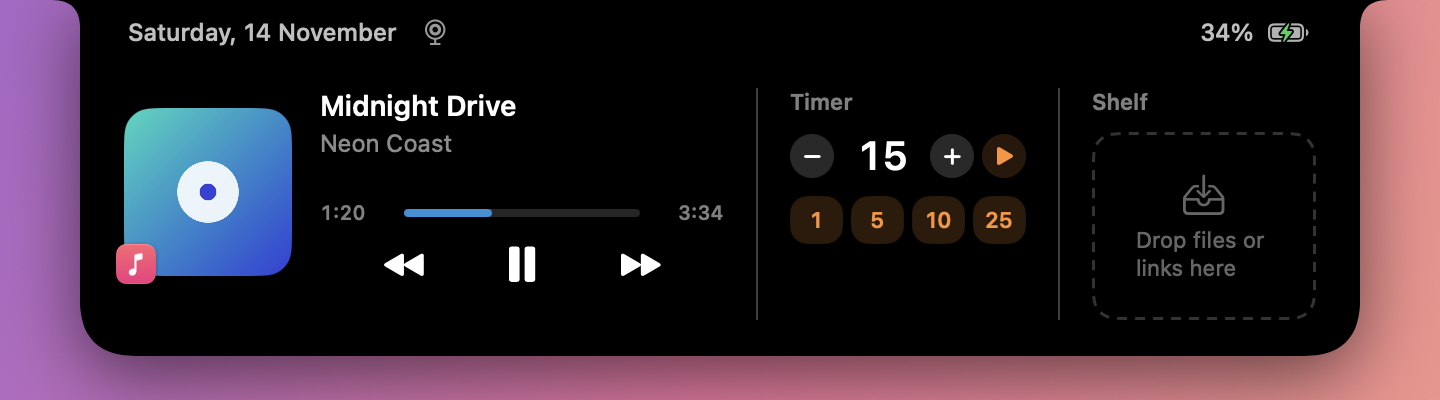 Saturday, 14 November
34%
Midnight Drive
Neon Coast
1:20
3:34
Timer
15
1 5 10 25
Shelf
Drop files or
links here